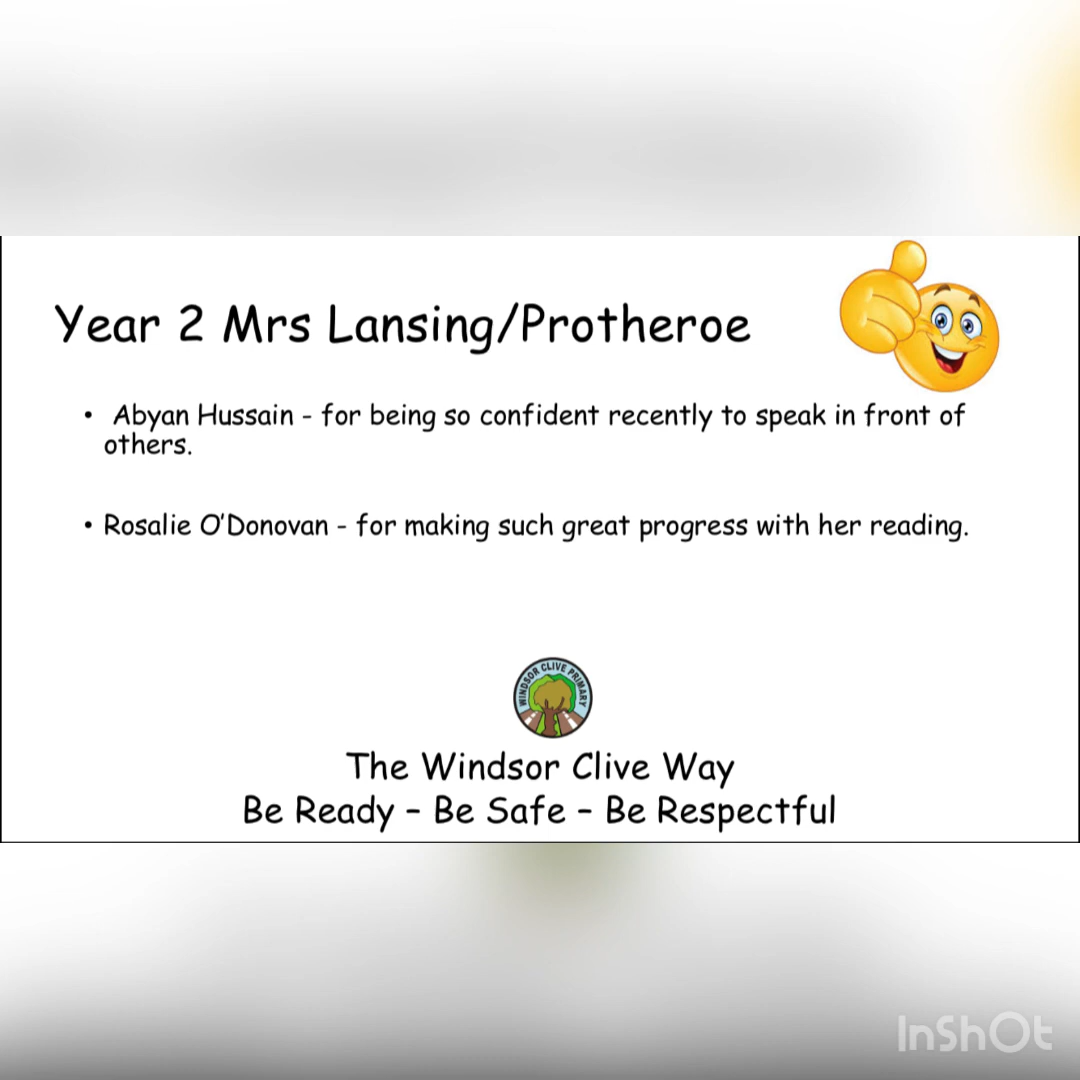 Year 2 Mrs Lansing/Protheroe
• Abyan Hussain - for being so confident recently to speak in front of
others.
• Rosalie O'Donovan - for making such great progress with her reading.
WINDSOR CLIVE PRIMARY
The Windsor Clive Way
Be Ready – Be Safe – Be Respectful
InShOt